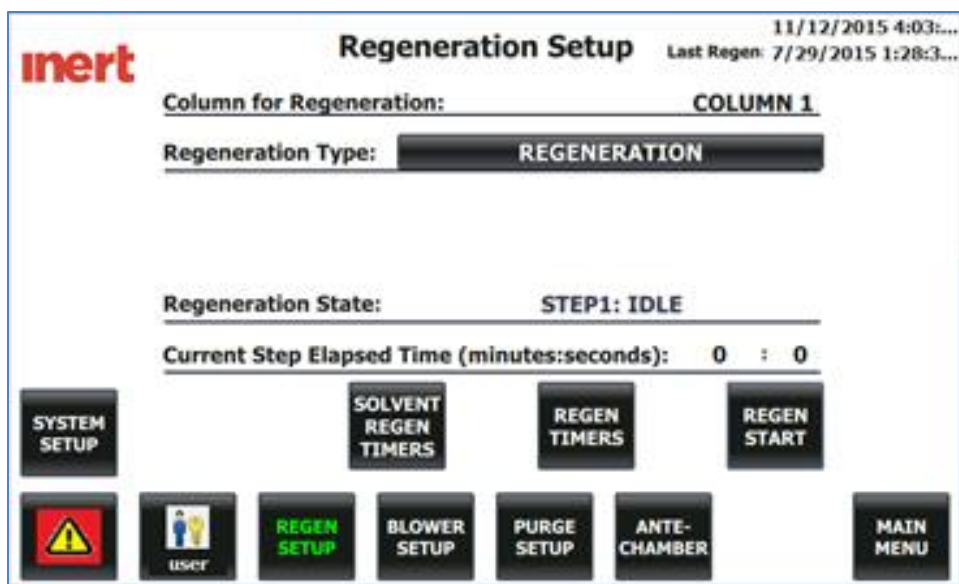 inert
Regeneration Setup
11/12/2015 4:03:...
Last Regen: 7/29/2015 1:28:3...
Column for Regeneration: COLUMN 1
Regeneration Type: REGENERATION
Regeneration State: STEP1: IDLE
Current Step Elapsed Time (minutes:seconds): 0 : 0
SYSTEM
SETUP
SOLVENT
REGEN
TIMERS
REGEN
TIMERS
REGEN
START
user
REGEN
SETUP
BLOWER
SETUP
PURGE
SETUP
ANTE-
CHAMBER
MAIN
MENU